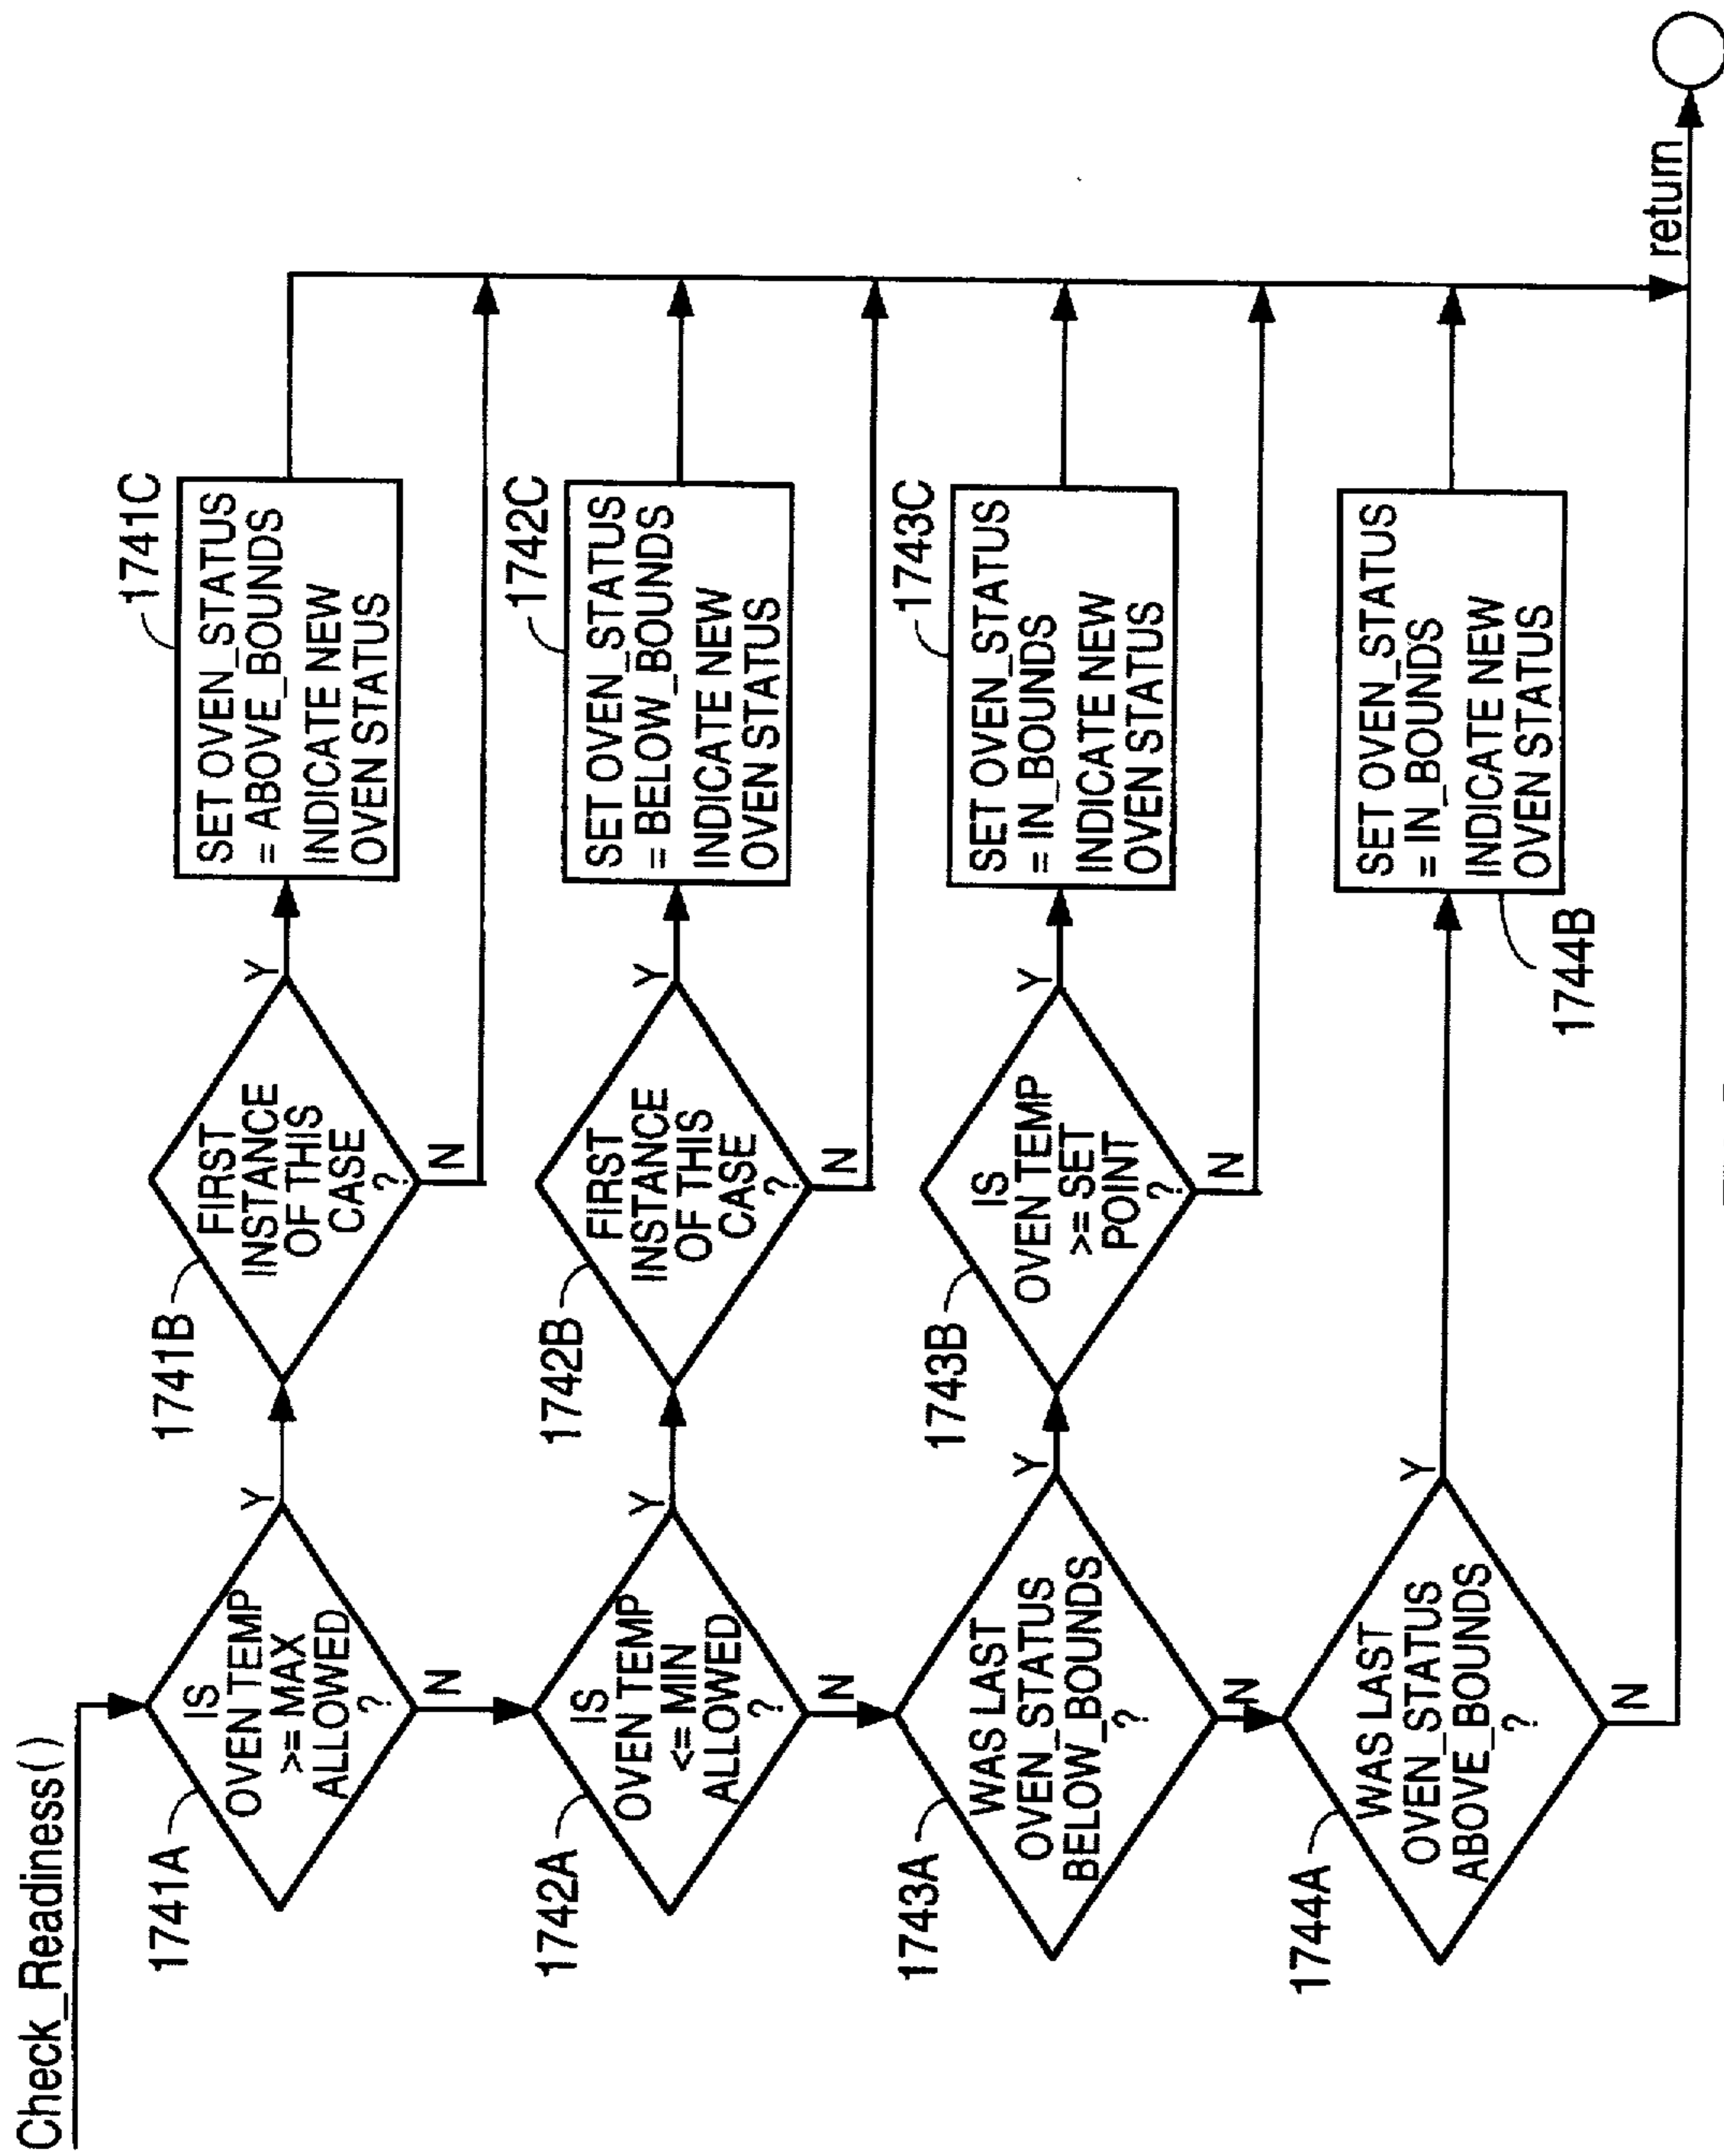 Check_Readiness()
1741A
IS
OVEN TEMP
>= MAX
ALLOWED
?
Y
N
1741B
FIRST
INSTANCE
OF THIS
CASE
?
Y
N
1741C
SET OVEN_STATUS
= ABOVE_BOUNDS
INDICATE NEW
OVEN STATUS
1742A
IS
OVEN TEMP
<= MIN
ALLOWED
?
Y
N
1742B
FIRST
INSTANCE
OF THIS
CASE
?
Y
N
1742C
SET OVEN_STATUS
= BELOW_BOUNDS
INDICATE NEW
OVEN STATUS
1743A
WAS LAST
OVEN_STATUS
BELOW_BOUNDS
?
Y
N
1743B
IS
OVEN TEMP
>= SET
POINT
?
Y
N
1743C
SET OVEN_STATUS
= IN_BOUNDS
INDICATE NEW
OVEN STATUS
1744A
WAS LAST
OVEN_STATUS
ABOVE_BOUNDS
?
Y
N
SET OVEN_STATUS
= IN_BOUNDS
INDICATE NEW
OVEN STATUS
1744B
return